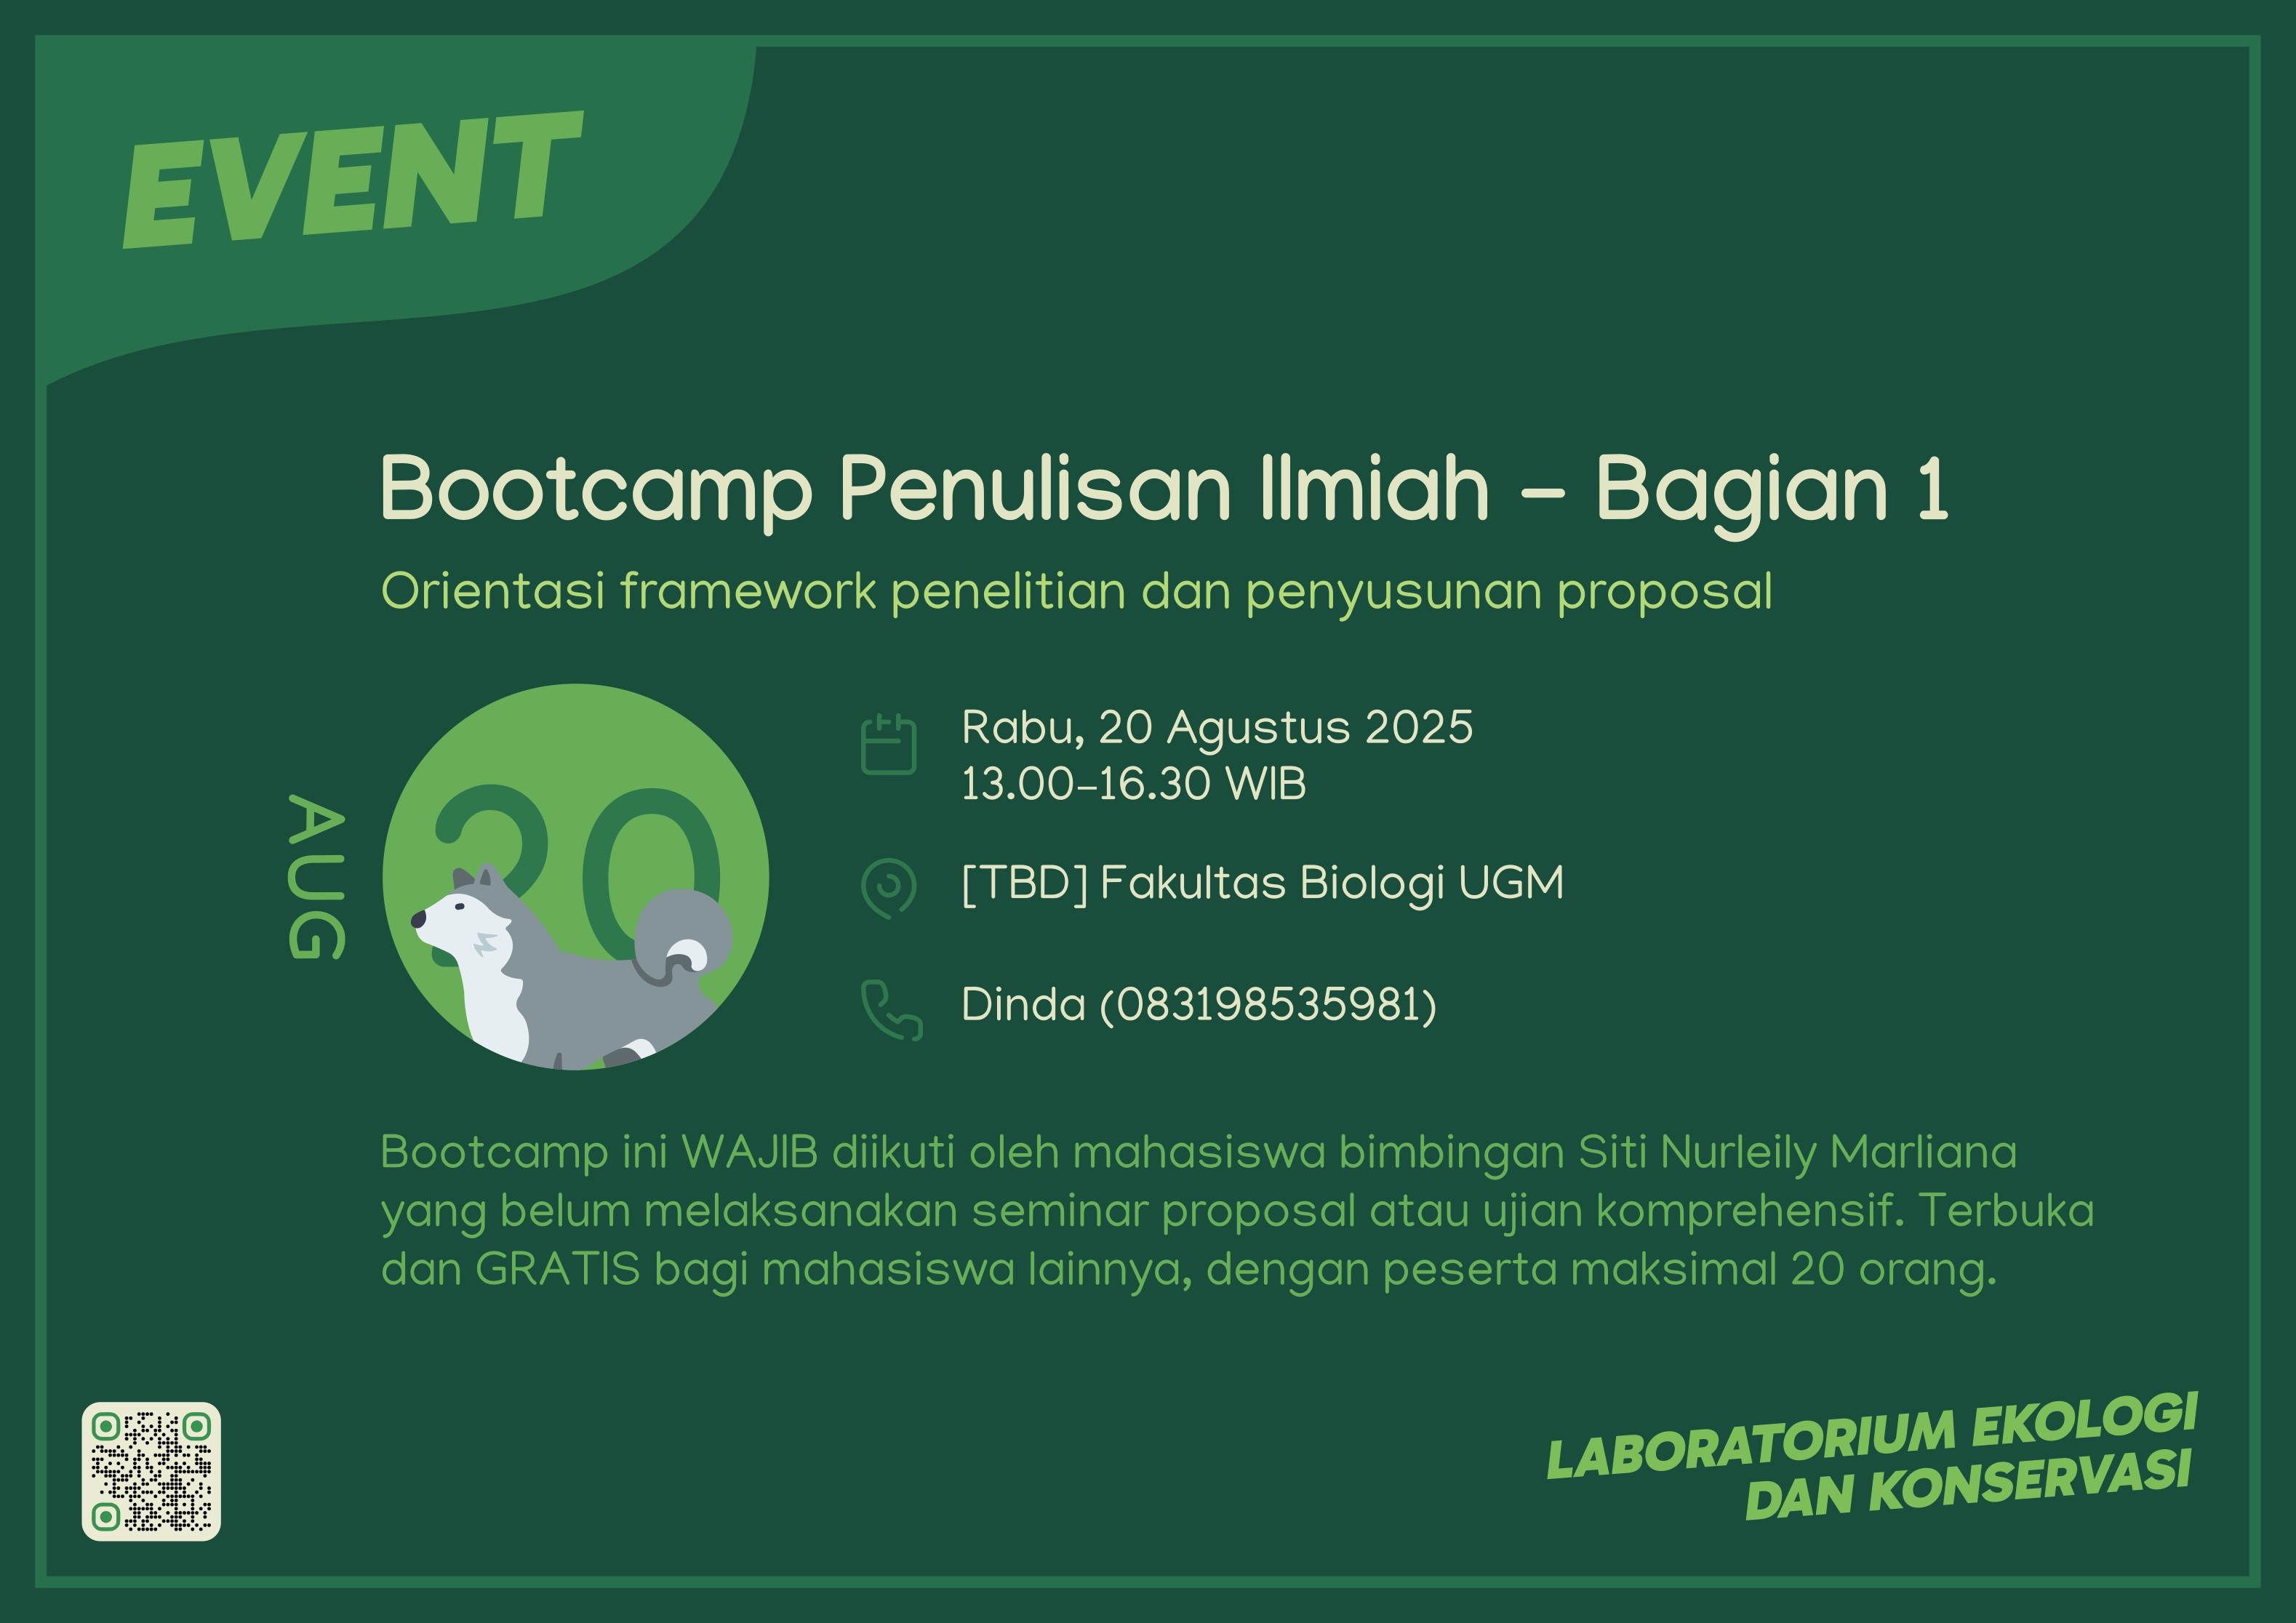 EVENT
Bootcamp Penulisan Ilmiah – Bagian 1
Orientasi framework penelitian dan penyusunan proposal
AUG
20
Rabu, 20 Agustus 2025
13.00–16.30 WIB
[TBD] Fakultas Biologi UGM
Dinda (083198535981)
Bootcamp ini WAJIB diikuti oleh mahasiswa bimbingan Siti Nurleily Marliana
yang belum melaksanakan seminar proposal atau ujian komprehensif. Terbuka
dan GRATIS bagi mahasiswa lainnya, dengan peserta maksimal 20 orang.
LABORATORIUM EKOLOGI
DAN KONSERVASI